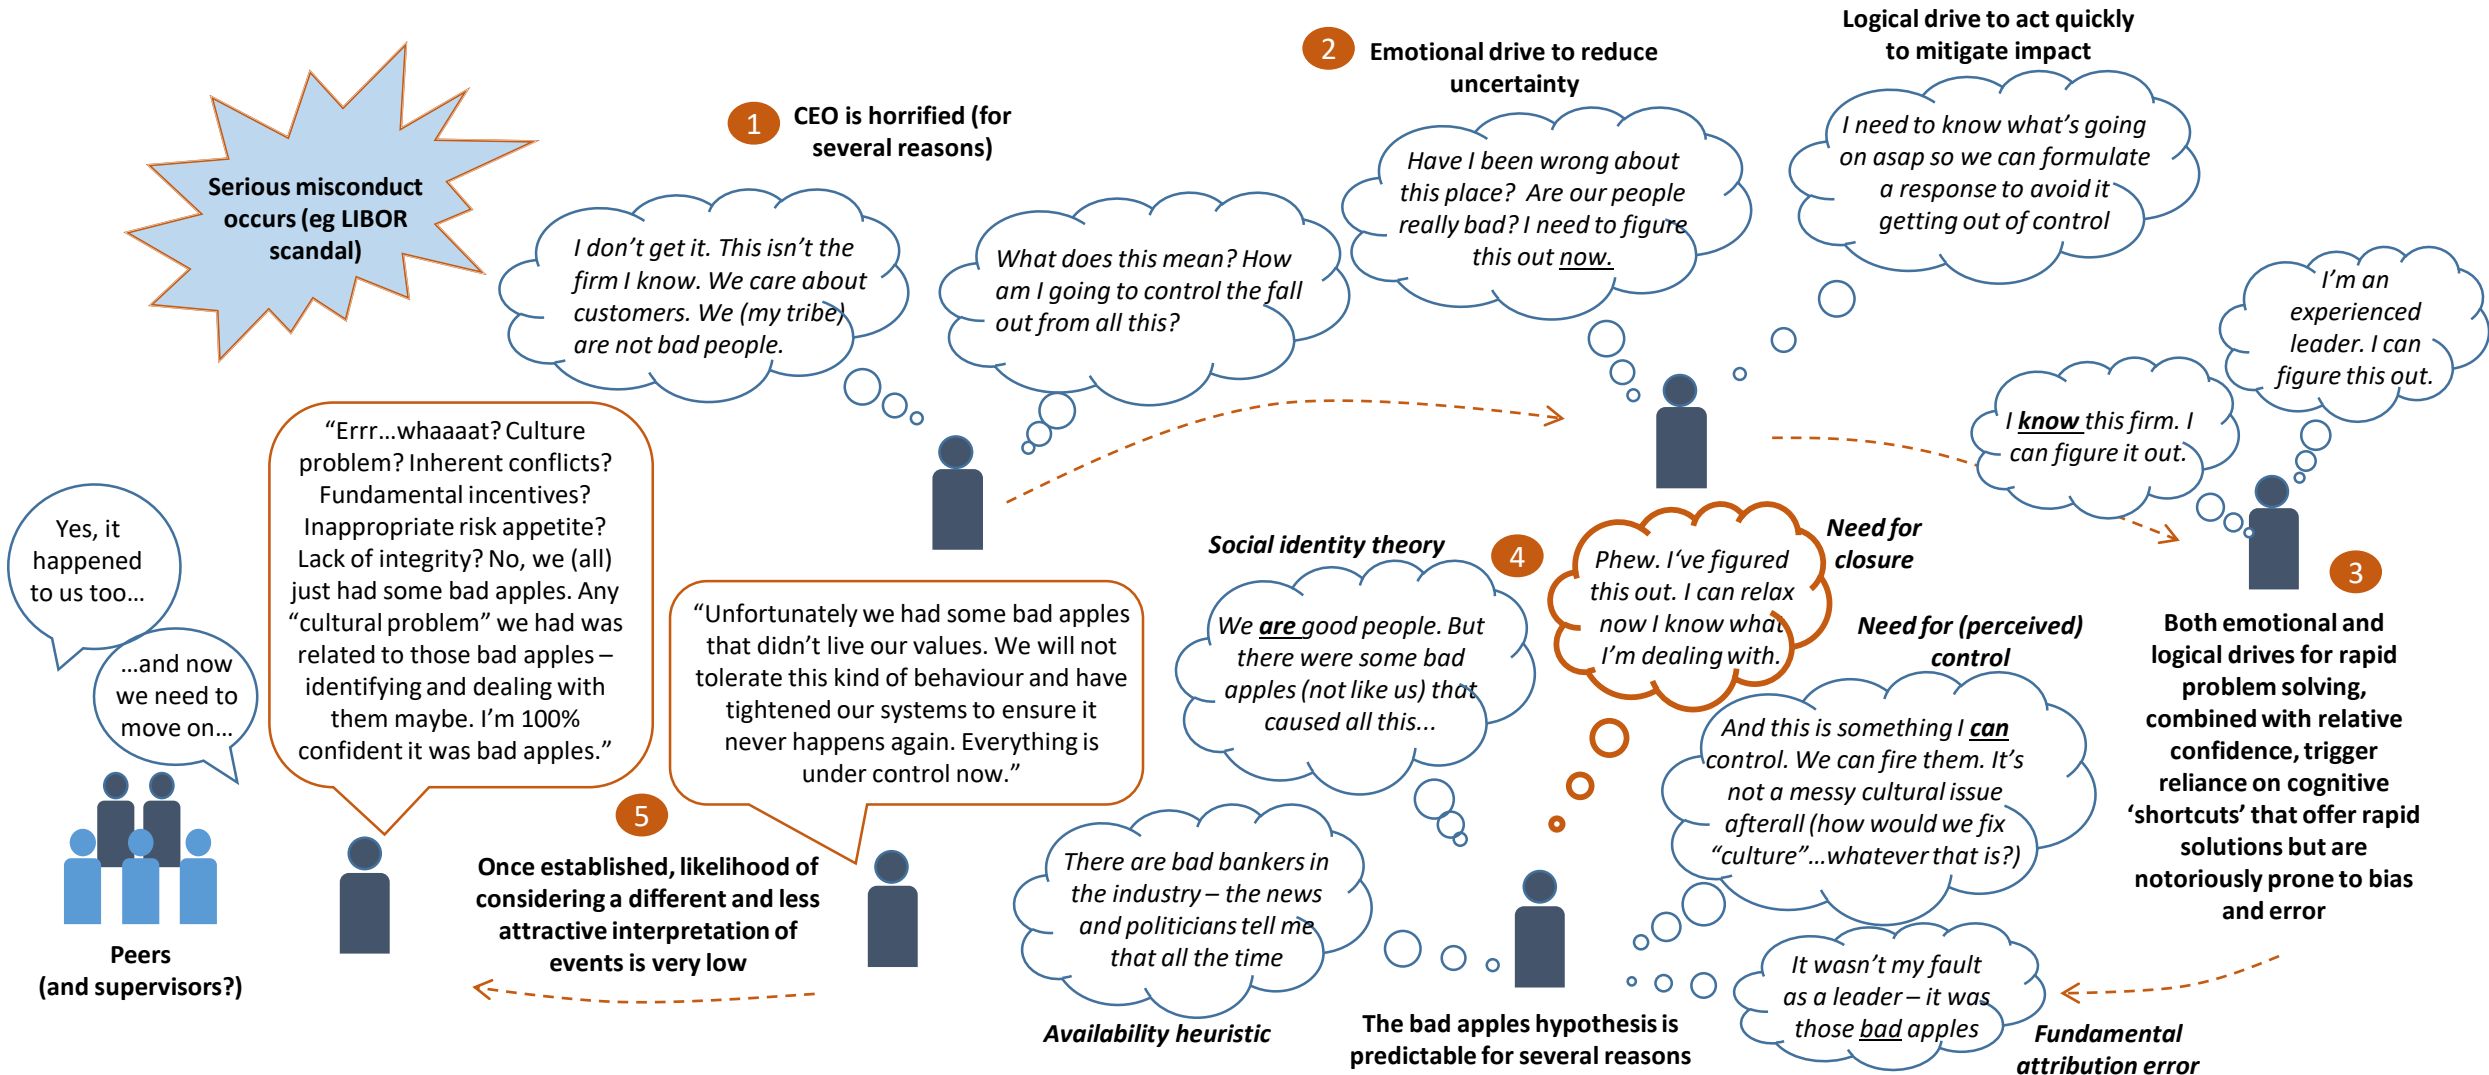 Serious misconduct
occurs (eg LIBOR
scandal)
1
CEO is horrified (for
several reasons)
I don’t get it. This isn’t the
firm I know. We care about
customers. We (my tribe)
are not bad people.
What does this mean? How
am I going to control the fall
out from all this?
2
Emotional drive to reduce
uncertainty
Have I been wrong about
this place? Are our people
really bad? I need to figure
this out now.
Logical drive to act quickly
to mitigate impact
I need to know what’s going
on asap so we can formulate
a response to avoid it
getting out of control
I’m an
experienced
leader. I can
figure this out.
I know this firm. I
can figure it out.
3
Both emotional and
logical drives for rapid
problem solving,
combined with relative
confidence, trigger
reliance on cognitive
‘shortcuts’ that offer rapid
solutions but are
notoriously prone to bias
and error
4
Social identity theory
We are good people. But
there were some bad
apples (not like us) that
caused all this...
Need for
closure
Phew. I‘ve figured
this out. I can relax
now I know what
I’m dealing with.
Need for (perceived)
control
And this is something I can
control. We can fire them. It’s
not a messy cultural issue
afterall (how would we fix
“culture”…whatever that is?)
There are bad bankers in
the industry – the news
and politicians tell me
that all the time
Availability heuristic
It wasn’t my fault
as a leader – it was
those bad apples
Fundamental
attribution error
The bad apples hypothesis is
predictable for several reasons
“Unfortunately we had some bad apples
that didn’t live our values. We will not
tolerate this kind of behaviour and have
tightened our systems to ensure it
never happens again. Everything is
under control now.”
5
Once established, likelihood of
considering a different and less
attractive interpretation of
events is very low
“Errr…whaaaat? Culture
problem? Inherent conflicts?
Fundamental incentives?
Inappropriate risk appetite?
Lack of integrity? No, we (all)
just had some bad apples. Any
“cultural problem” we had was
related to those bad apples –
identifying and dealing with
them maybe. I’m 100%
confident it was bad apples.”
Yes, it
happened
to us too…
…and now
we need to
move on…
Peers
(and supervisors?)